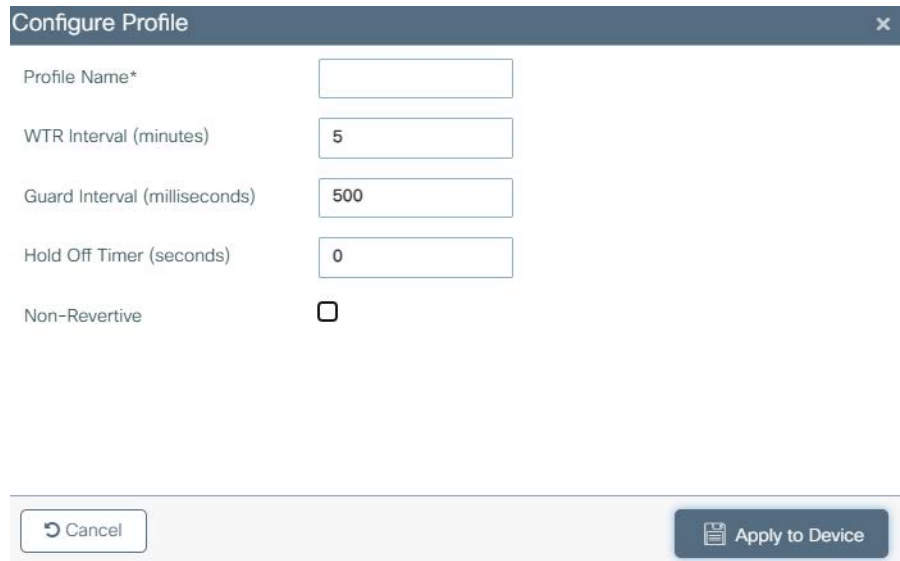 Configure Profile ×
Profile Name*
WTR Interval (minutes) 5
Guard Interval (milliseconds) 500
Hold Off Timer (seconds) 0
Non-Revertive
Cancel Apply to Device